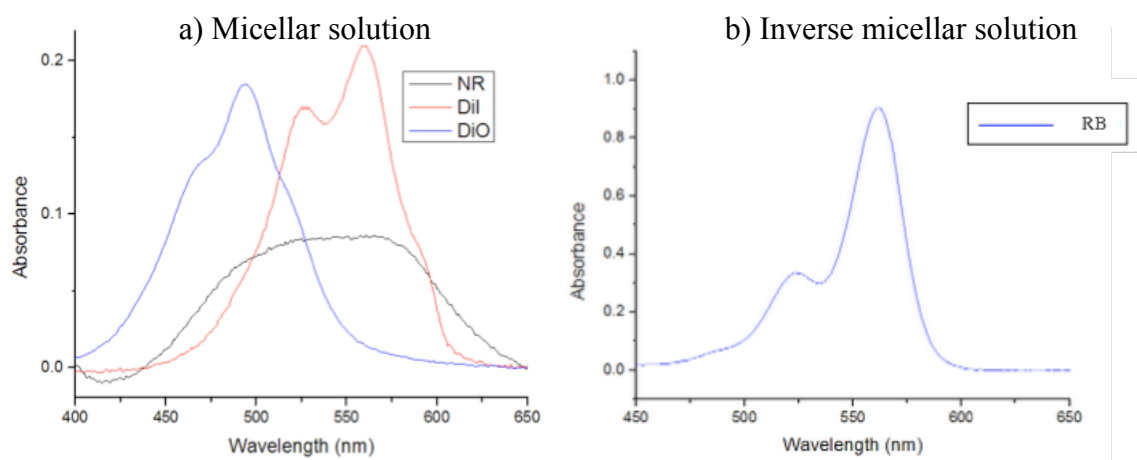 a) Micellar solution
0.2
0.1
0.0
Absorbance
NR
DiI
DiO
400 450 500 550 600 650
Wavelength (nm)
b) Inverse micellar solution
1.0
0.8
0.6
0.4
0.2
0.0
Absorbance
RB
450 500 550 600 650
Wavelength (nm)